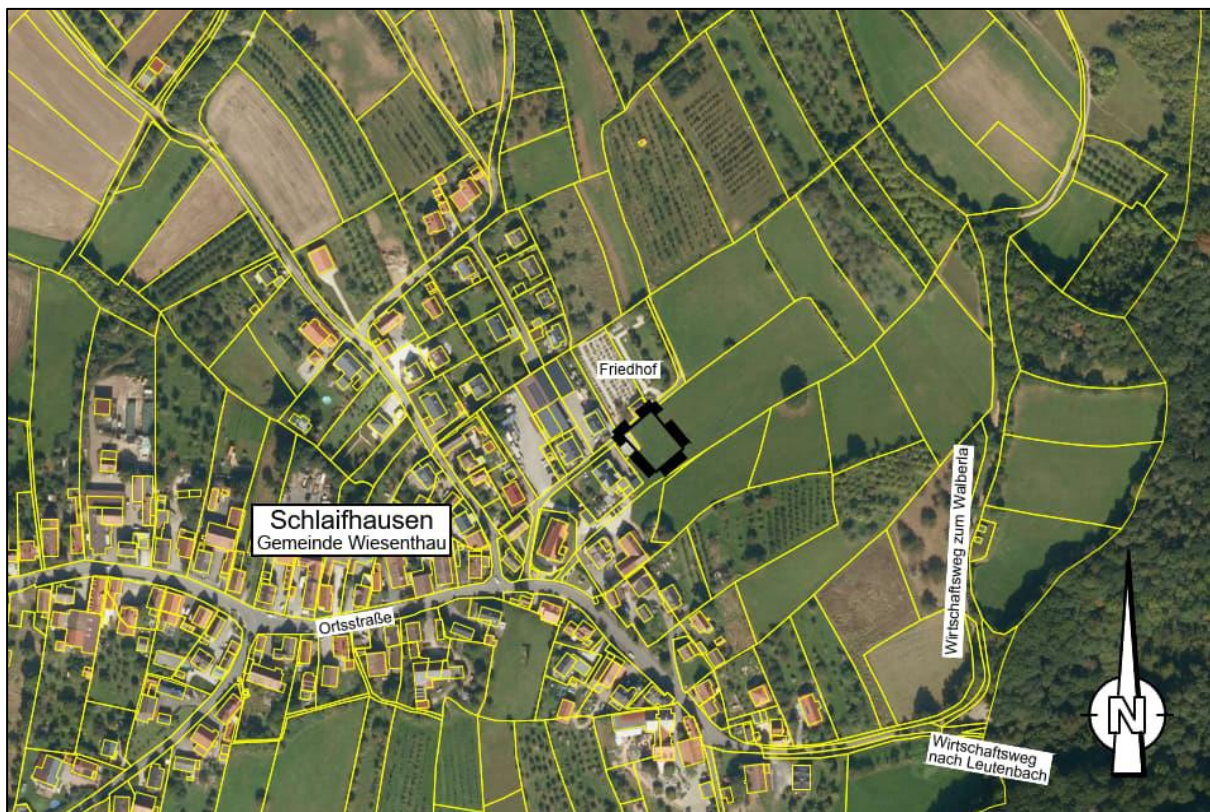 Friedhof
Schlaifhausen
Gemeinde Wiesenthau
Ortsstraße
Wirtschaftsweg zum Walberla
Wirtschaftsweg
nach Leutenbach
N